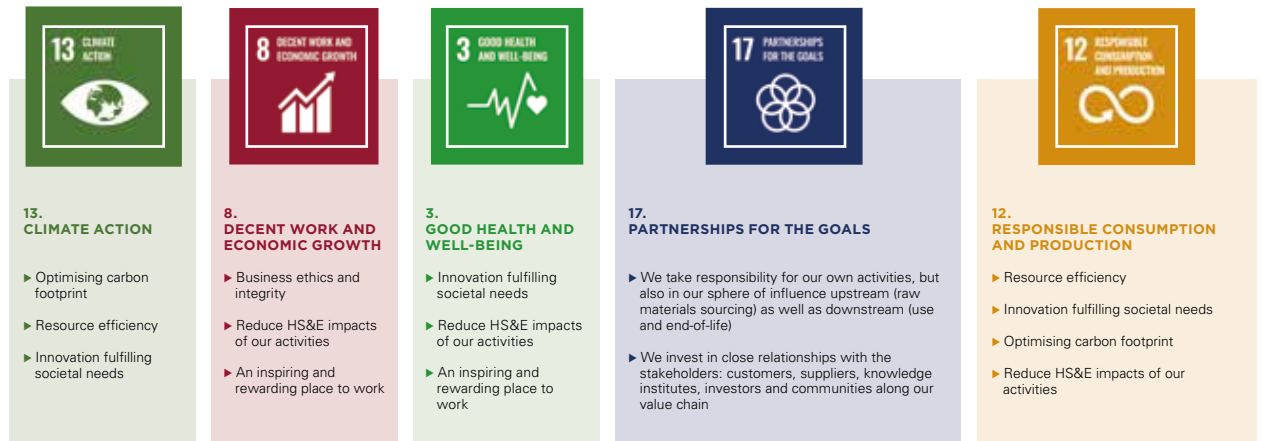 13 CLIMATE
ACTION
13.
CLIMATE ACTION
▶ Optimising carbon
footprint
▶ Resource efficiency
▶ Innovation fulfilling
societal needs
8 DECENT WORK AND
ECONOMIC GROWTH
8.
DECENT WORK AND
ECONOMIC GROWTH
▶ Business ethics and
integrity
▶ Reduce HS&E impacts
of our activities
▶ An inspiring and
rewarding place to work
3 GOOD HEALTH
AND WELL-BEING
3.
GOOD HEALTH AND
WELL-BEING
▶ Innovation fulfilling
societal needs
▶ Reduce HS&E impacts
of our activities
▶ An inspiring and
rewarding place to
work
17 PARTNERSHIPS
FOR THE GOALS
17.
PARTNERSHIPS FOR THE GOALS
▶ We take responsibility for our own activities, but
also in our sphere of influence upstream (raw
materials sourcing) as well as downstream (use
and end-of-life)
▶ We invest in close relationships with the
stakeholders: customers, suppliers, knowledge
institutes, investors and communities along our
value chain
12 RESPONSIBLE
CONSUMPTION
AND PRODUCTION
12.
RESPONSIBLE CONSUMPTION
AND PRODUCTION
▶ Resource efficiency
▶ Innovation fulfilling societal needs
▶ Optimising carbon footprint
▶ Reduce HS&E impacts of our
activities